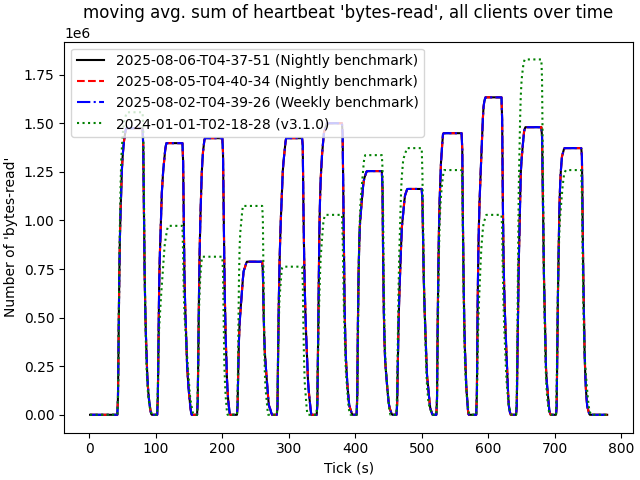 moving avg. sum of heartbeat 'bytes-read', all clients over time
1e6
2025-08-06-T04-37-51 (Nightly benchmark)
2025-08-05-T04-40-34 (Nightly benchmark)
2025-08-02-T04-39-26 (Weekly benchmark)
2024-01-01-T02-18-28 (v3.1.0)
Number of 'bytes-read'
1.75
1.50
1.25
1.00
0.75
0.50
0.25
0.00
0 100 200 300 400 500 600 700 800
Tick (s)